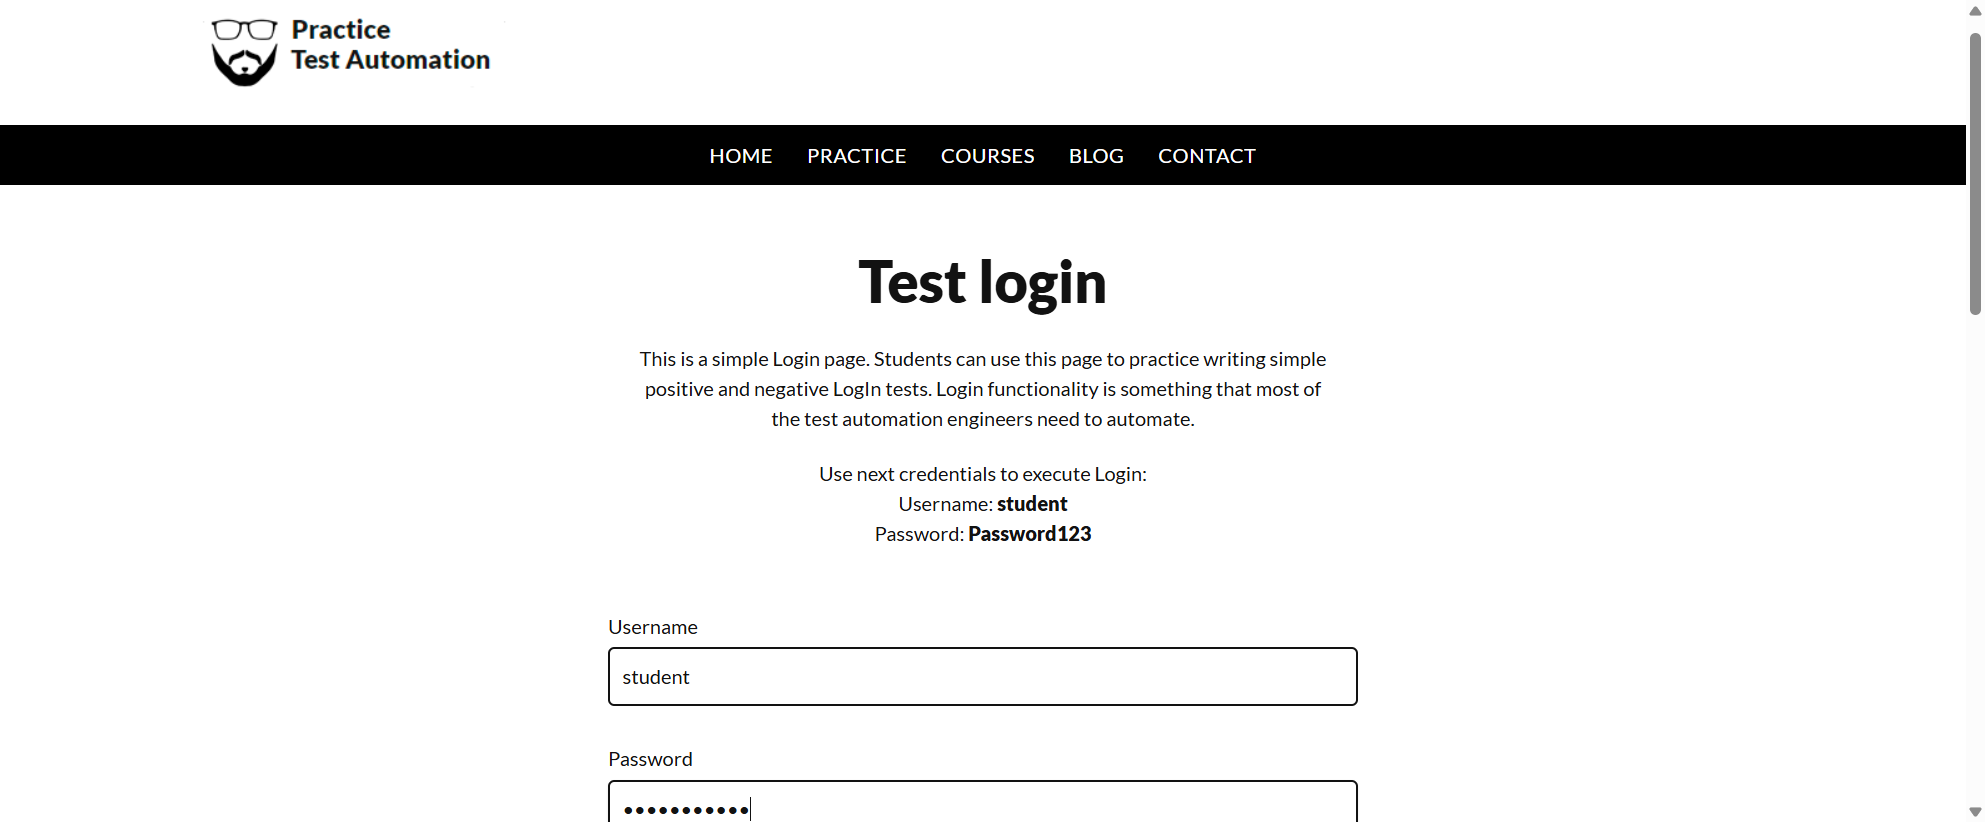 Practice
Test Automation
HOME PRACTICE COURSES BLOG CONTACT
Test login
This is a simple Login page. Students can use this page to practice writing simple
positive and negative LogIn tests. Login functionality is something that most of
the test automation engineers need to automate.
Use next credentials to execute Login:
Username: student
Password: Password123
Username
student
Password
•••••••••••